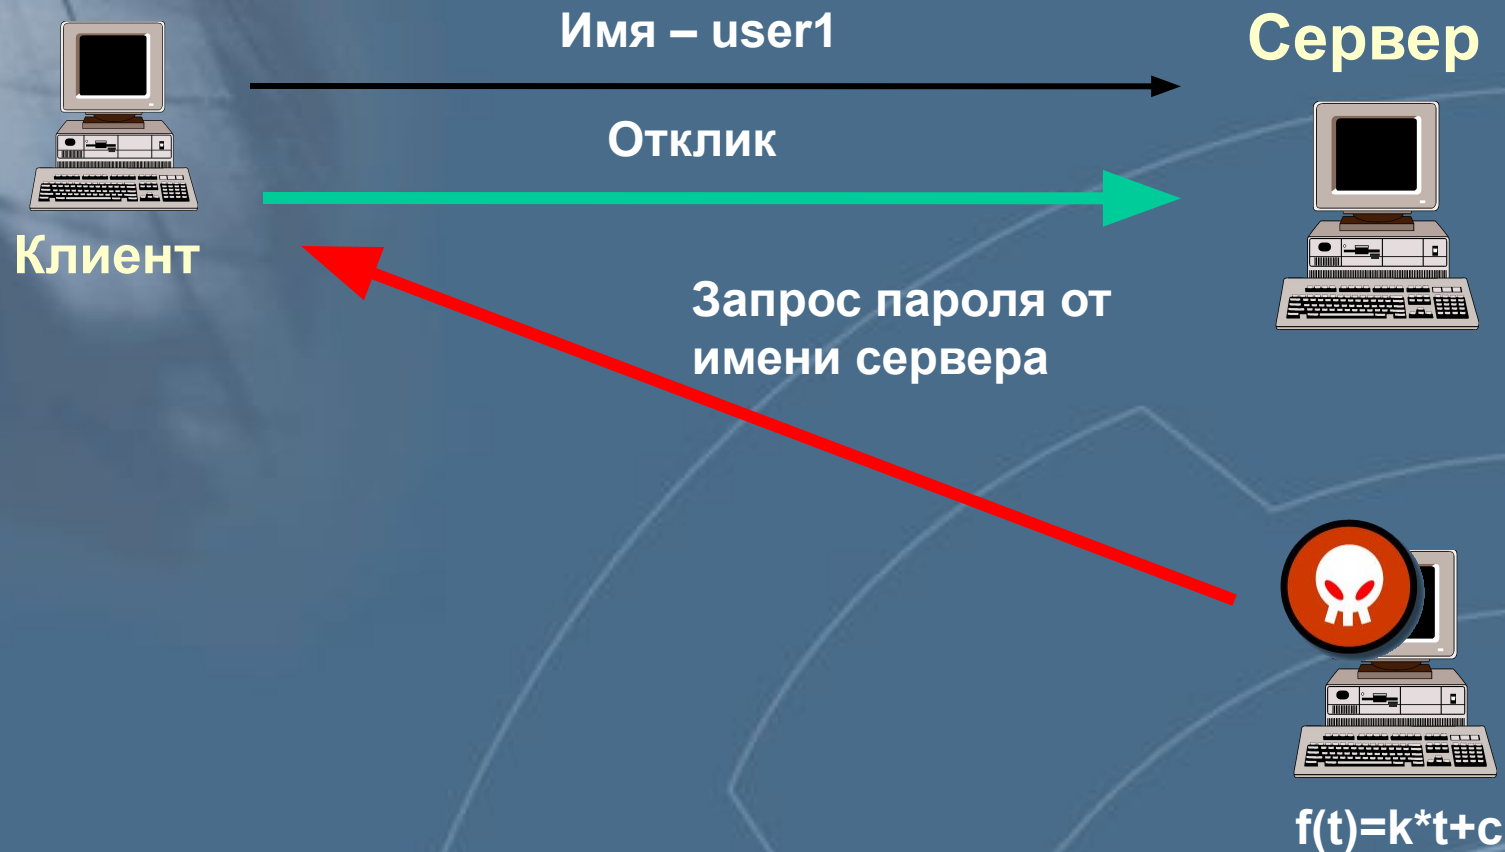 Имя – user1
Сервер
Отклик
Клиент
Запрос пароля от
имени сервера
f(t)=k*t+c